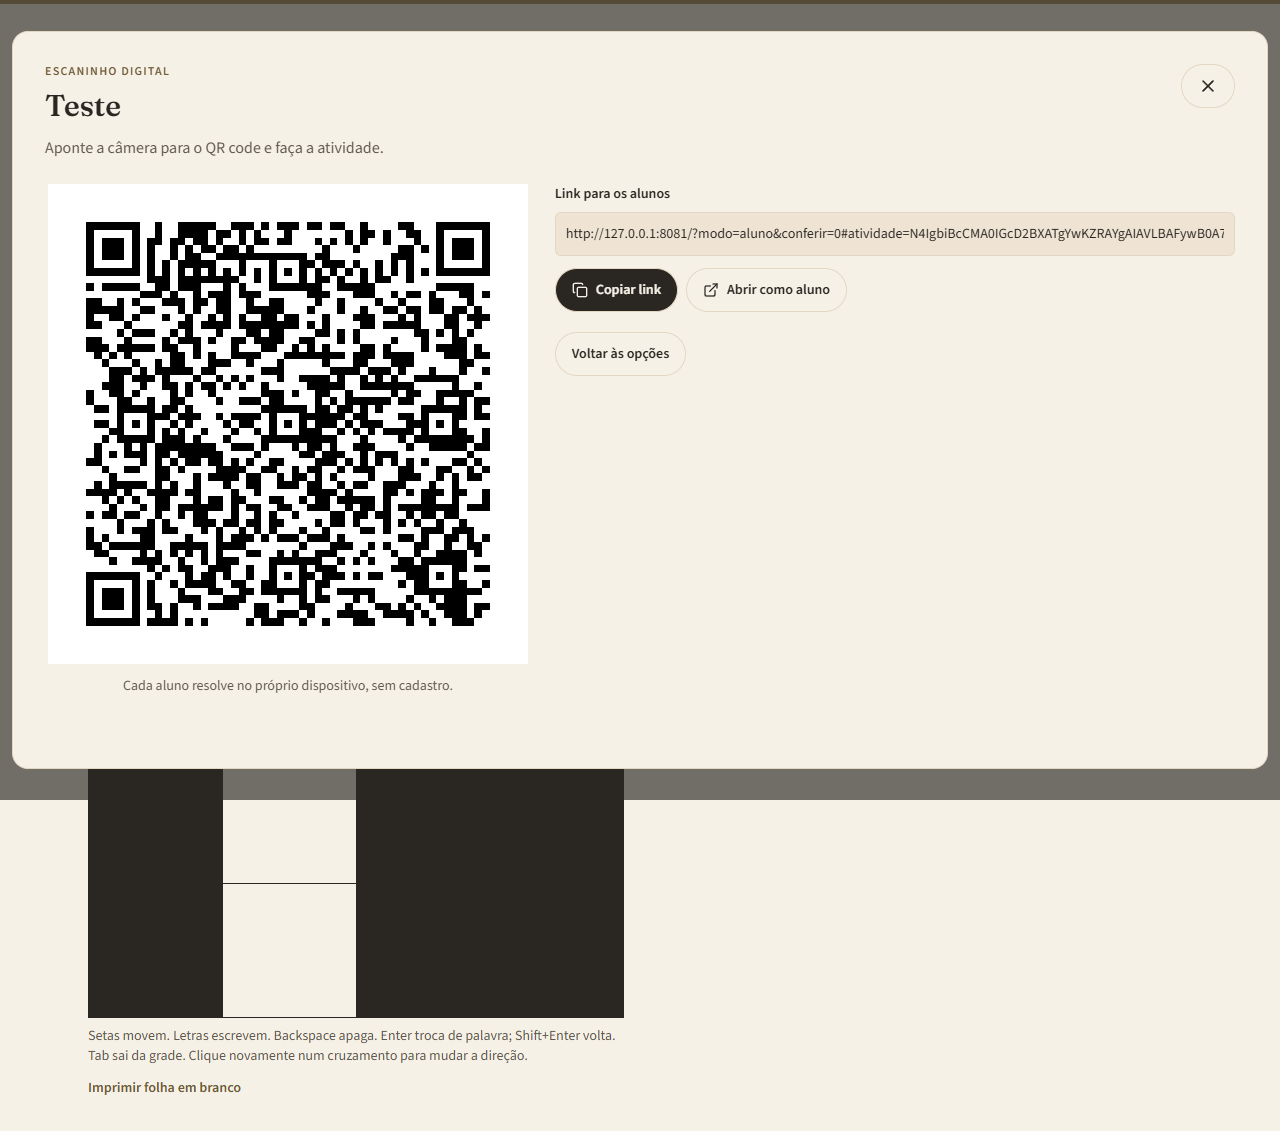 ESCANINHO DIGITAL
Teste
Aponte a câmera para o QR code e faça a atividade.
Link para os alunos
http://127.0.0.1:8081/?modo=aluno&conferir=0#atividade=N4IgbiBcCMA0IGcD2BXATgYwKZRAYgAIAVLBAFywB0A7
Copiar link
Abrir como aluno
Voltar às opções
Cada aluno resolve no próprio dispositivo, sem cadastro.
Setas movem. Letras escrevem. Backspace apaga. Enter troca de palavra; Shift+Enter volta.
Tab sai da grade. Clique novamente num cruzamento para mudar a direção.
Imprimir folha em branco